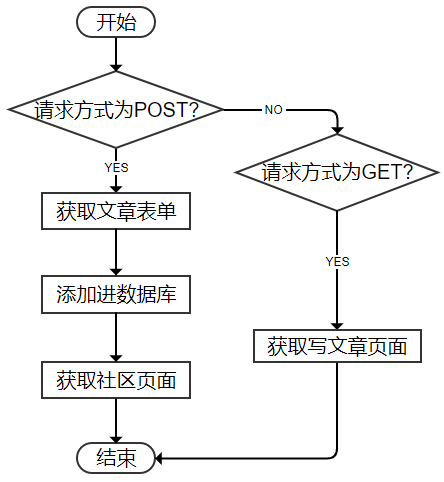 开始
请求方式为POST?
NO
YES
请求方式为GET?
获取文章表单
YES
添加进数据库
获取写文章页面
获取社区页面
结束